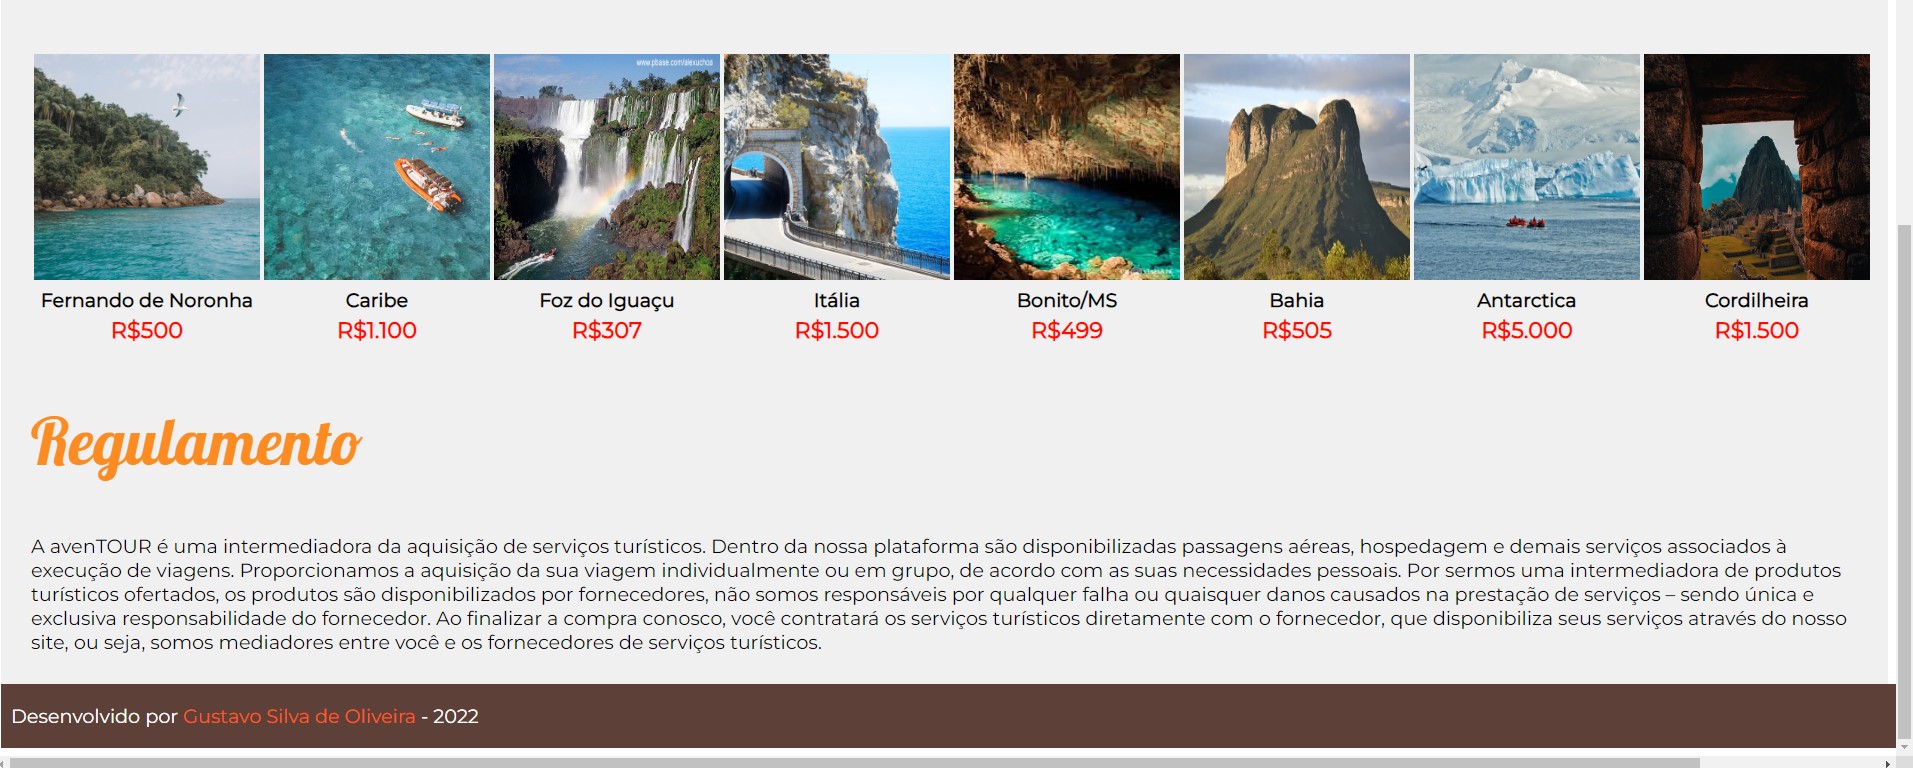 www.pbase.com/alexuchoa
Fernando de Noronha
R$500
Caribe
R$1.100
Foz do Iguaçu
R$307
Itália
R$1.500
Bonito/MS
R$499
Bahia
R$505
Antarctica
R$5.000
Cordilheira
R$1.500
Regulamento
A avenTOUR é uma intermediadora da aquisição de serviços turísticos. Dentro da nossa plataforma são disponibilizadas passagens aéreas, hospedagem e demais serviços associados à
execução de viagens. Proporcionamos a aquisição da sua viagem individualmente ou em grupo, de acordo com as suas necessidades pessoais. Por sermos uma intermediadora de produtos
turísticos ofertados, os produtos são disponibilizados por fornecedores, não somos responsáveis por qualquer falha ou quaisquer danos causados na prestação de serviços – sendo única e
exclusiva responsabilidade do fornecedor. Ao finalizar a compra conosco, você contratará os serviços turísticos diretamente com o fornecedor, que disponibiliza seus serviços através do nosso
site, ou seja, somos mediadores entre você e os fornecedores de serviços turísticos.
Desenvolvido por Gustavo Silva de Oliveira - 2022